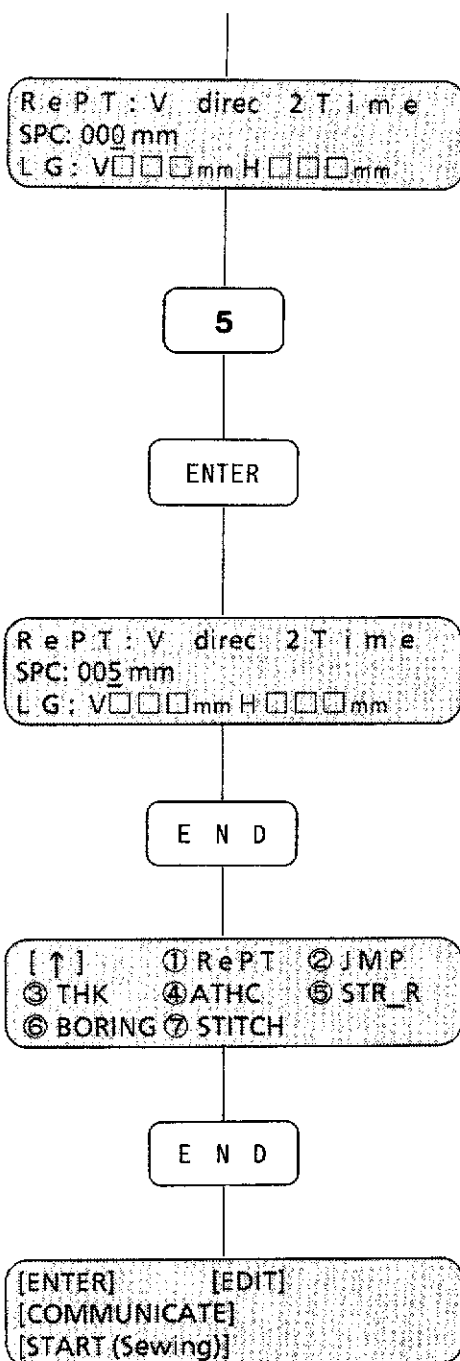 RePT: V direc 2Time
SPC: 000 mm
LG: V□□□mm H□□□mm
5
ENTER
RePT: V direc 2Time
SPC: 005 mm
LG: V□□□mm H□□□mm
END
[↑] ①RePT ②JMP
③THK ④ATHC ⑤STR_R
⑥BORING ⑦STITCH
END
[ENTER] [EDIT]
[COMMUNICATE]
[START (Sewing)]